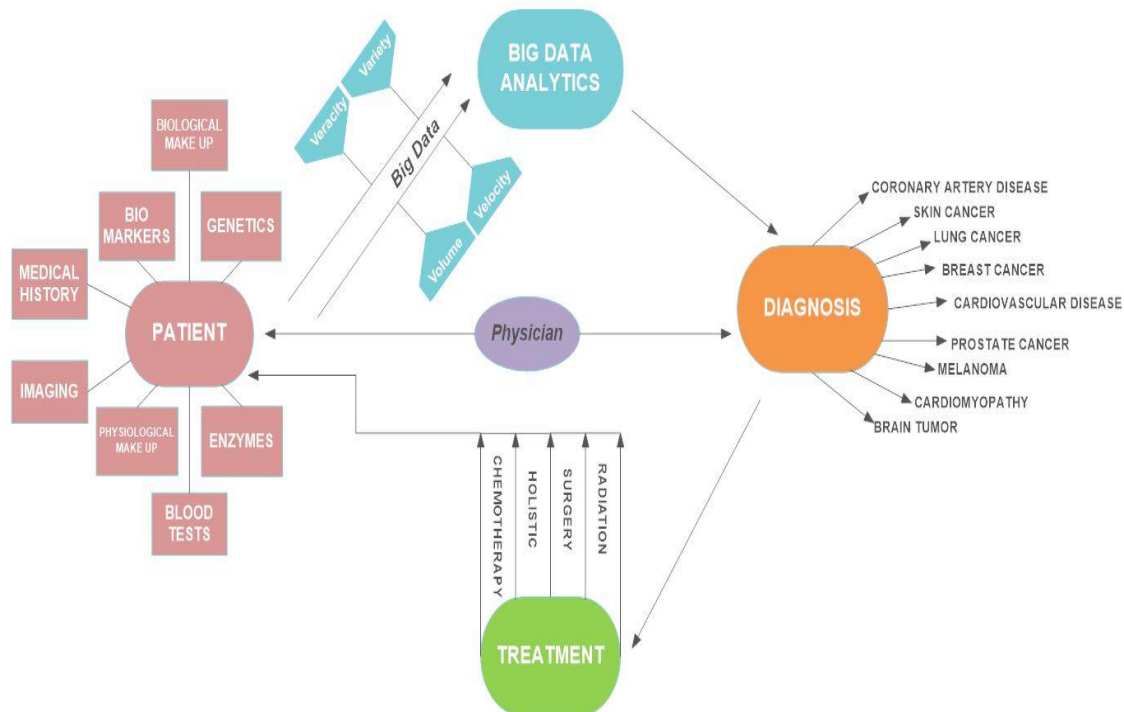 BIG DATA
ANALYTICS
Variety
Veracity
Big Data
Velocity
Volume
BIOLOGICAL
MAKE UP
BIO
MARKERS
GENETICS
MEDICAL
HISTORY
PATIENT
IMAGING
PHYSIOLOGICAL
MAKE UP
ENZYMES
BLOOD
TESTS
Physician
DIAGNOSIS
CORONARY ARTERY DISEASE
SKIN CANCER
LUNG CANCER
BREAST CANCER
CARDIOVASCULAR DISEASE
PROSTATE CANCER
MELANOMA
CARDIOMYOPATHY
BRAIN TUMOR
CHEMOTHERAPY
HOLISTIC
SURGERY
RADIATION
TREATMENT